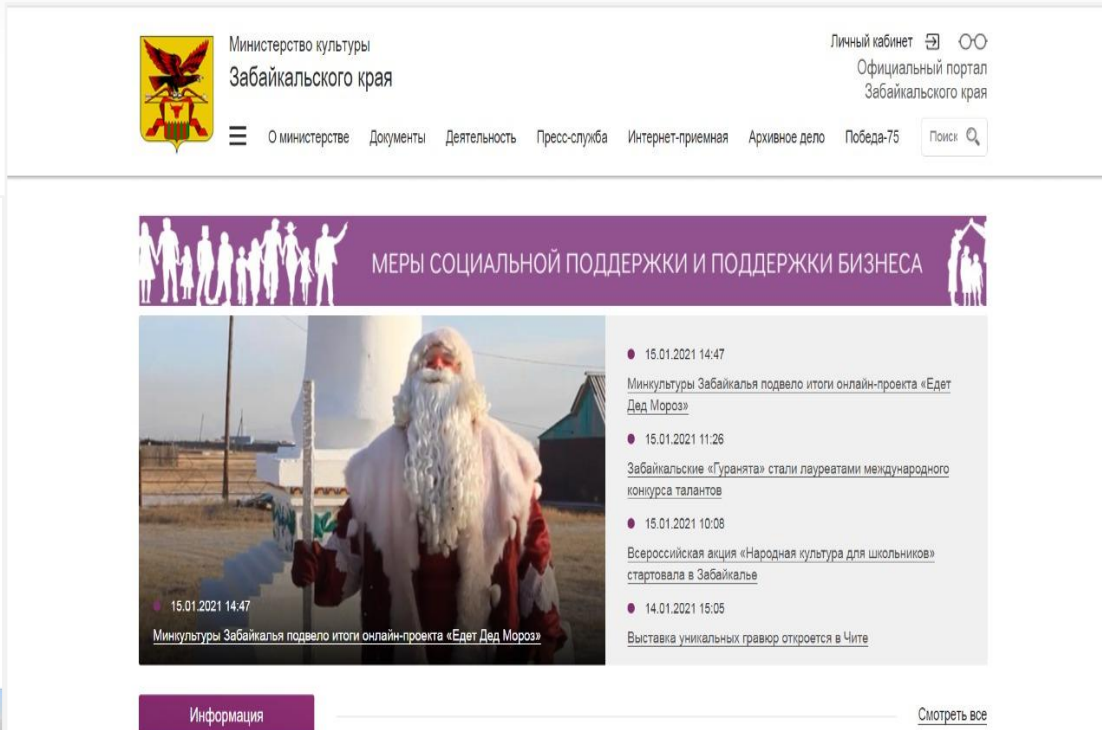 Министерство культуры
Забайкальского края
Личный кабинет
Официальный портал
Забайкальского края
О министерстве Документы Деятельность Пресс-служба Интернет-приемная Архивное дело Победа-75 Поиск
МЕРЫ СОЦИАЛЬНОЙ ПОДДЕРЖКИ И ПОДДЕРЖКИ БИЗНЕСА
15.01.2021 14:47
Минкультуры Забайкалья подвело итоги онлайн-проекта «Едет Дед Мороз»
15.01.2021 14:47
Минкультуры Забайкалья подвело итоги онлайн-проекта «Едет
Дед Мороз»
15.01.2021 11:26
Забайкальские «Гуранята» стали лауреатами международного
конкурса талантов
15.01.2021 10:08
Всероссийская акция «Народная культура для школьников»
стартовала в Забайкалье
14.01.2021 15:05
Выставка уникальных гравюр откроется в Чите
Информация
Смотреть все